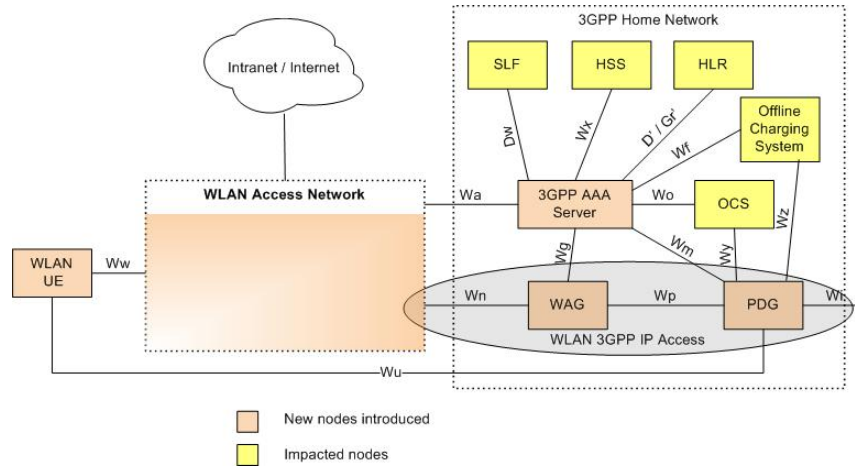 3GPP Home Network
Intranet / Internet
SLF
HSS
HLR
Offline
Charging
System
Dw
Wx
D' / Gr'
Wf
WLAN Access Network
Wa
3GPP AAA
Server
Wo
OCS
Wz
WLAN
UE
Ww
Wg
Wm
Wy
Wn
WAG
Wp
PDG
Wi
WLAN 3GPP IP Access
Wu
New nodes introduced
Impacted nodes